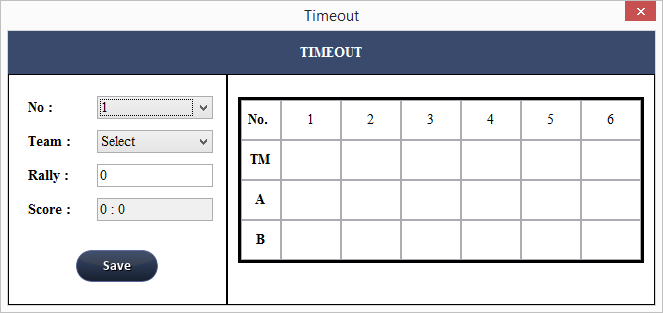 Timeout
TIMEOUT
No :
1
Team :
Select
Rally :
0
Score :
0 : 0
Save
No. 1 2 3 4 5 6
TM
A
B